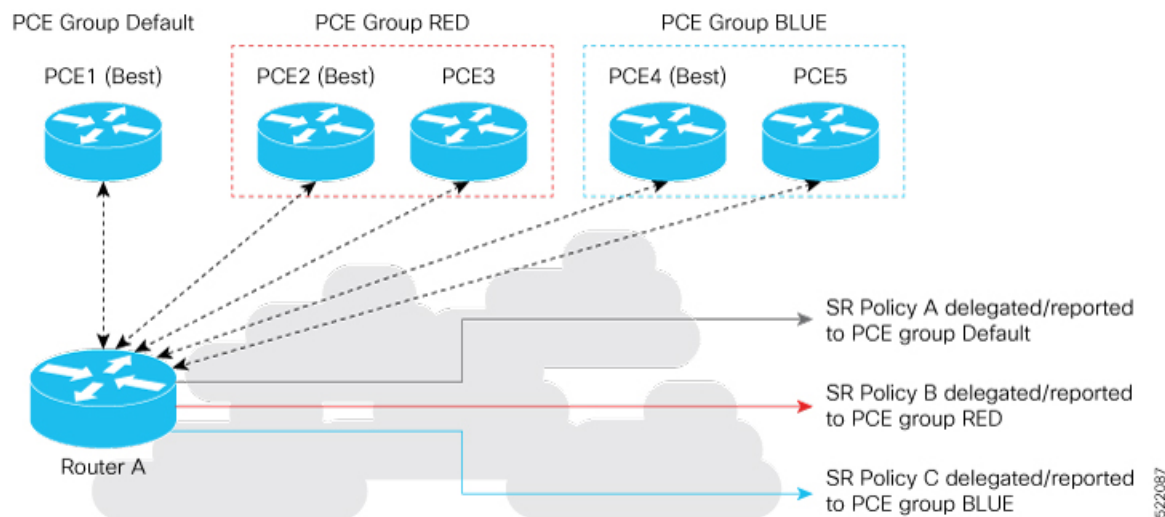 PCE Group Default
PCE Group RED
PCE Group BLUE
PCE1 (Best)
PCE2 (Best)
PCE3
PCE4 (Best)
PCE5
SR Policy A delegated/reported
to PCE group Default
SR Policy B delegated/reported
to PCE group RED
Router A
SR Policy C delegated/reported
to PCE group BLUE
522087